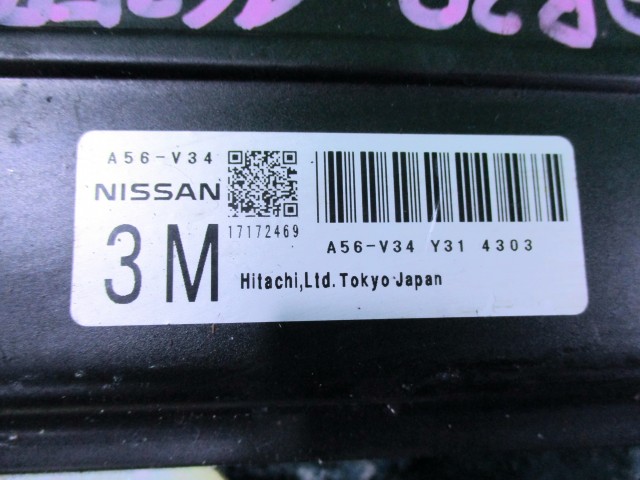 A56-V34
NISSAN
17172469
3M
A56-V34 Y31 4303
Hitachi,Ltd.Tokyo Japan